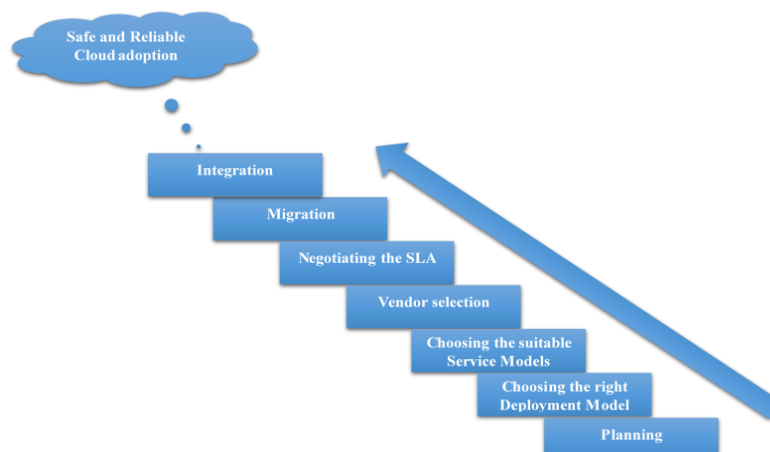 Safe and Reliable
Cloud adoption
Integration
Migration
Negotiating the SLA
Vendor selection
Choosing the suitable
Service Models
Choosing the right
Deployment Model
Planning